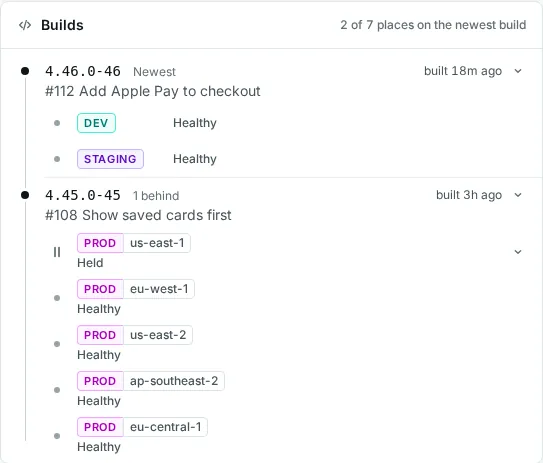 Builds 2 of 7 places on the newest build
4.46.0-46 Newest built 18m ago
#112 Add Apple Pay to checkout
DEV Healthy
STAGING Healthy
4.45.0-45 1 behind built 3h ago
#108 Show saved cards first
PROD us-east-1
Held
PROD eu-west-1
Healthy
PROD us-east-2
Healthy
PROD ap-southeast-2
Healthy
PROD eu-central-1
Healthy